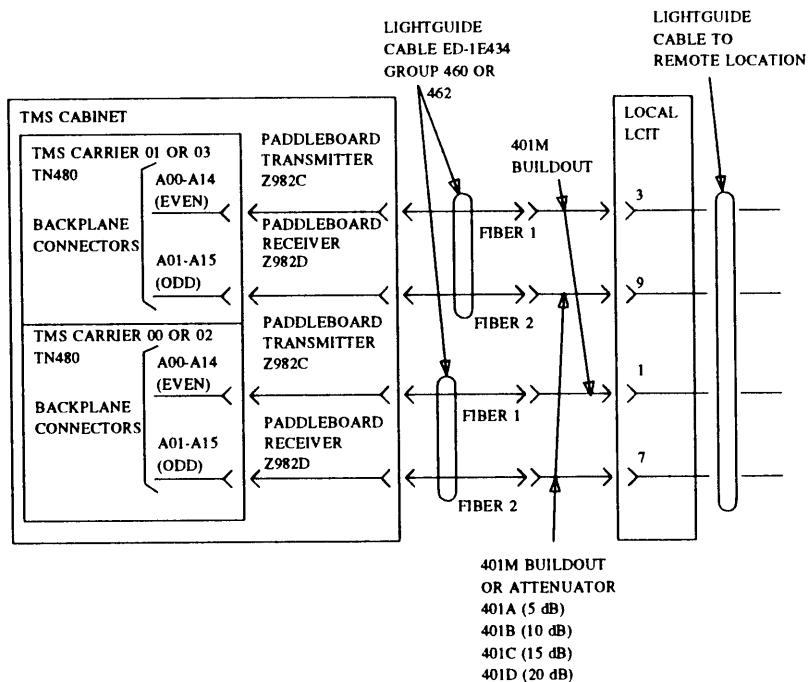 LIGHTGUIDE
CABLE ED-1E434
GROUP 460 OR
462
LIGHTGUIDE
CABLE TO
REMOTE LOCATION
TMS CABINET
LOCAL
LCIT
401M
BUILDOUT
TMS CARRIER 01 OR 03
TN480
A00-A14
(EVEN)
BACKPLANE
CONNECTORS
A01-A15
(ODD)
PADDLEBOARD
TRANSMITTER
Z982C
PADDLEBOARD
RECEIVER
Z982D
FIBER 1
FIBER 2
3
9
TMS CARRIER 00 OR 02
TN480
A00-A14
(EVEN)
BACKPLANE
CONNECTORS
A01-A15
(ODD)
PADDLEBOARD
TRANSMITTER
Z982C
PADDLEBOARD
RECEIVER
Z982D
FIBER 1
FIBER 2
1
7
401M BUILDOUT
OR ATTENUATOR
401A (5 dB)
401B (10 dB)
401C (15 dB)
401D (20 dB)